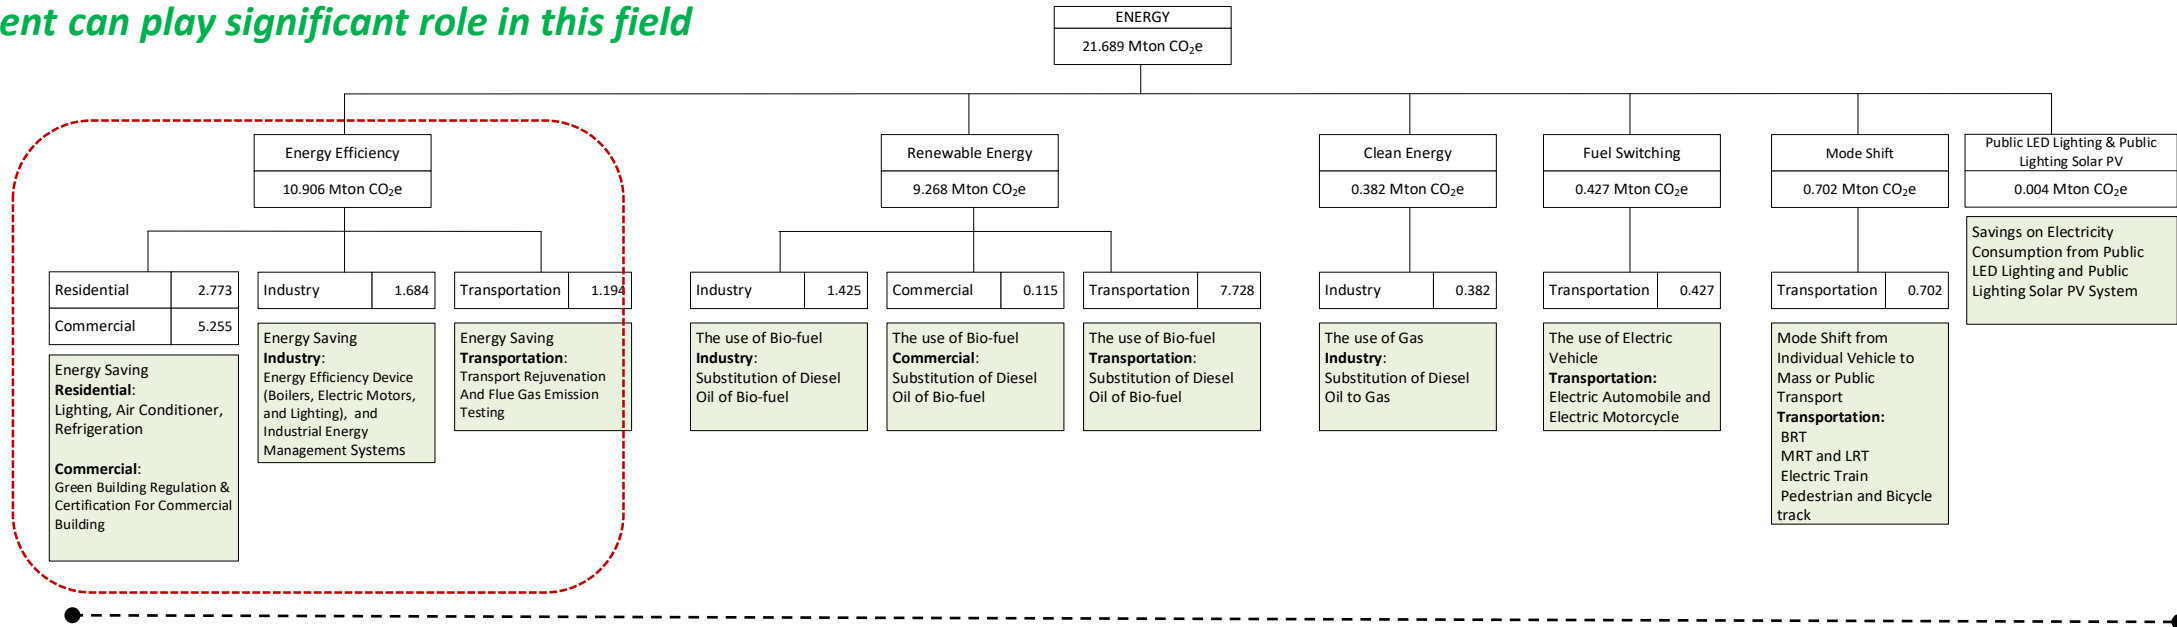 ent can play significant role in this field
ENERGY
21.689 Mton CO₂e
Energy Efficiency
10.906 Mton CO₂e
Renewable Energy
9.268 Mton CO₂e
Clean Energy
0.382 Mton CO₂e
Fuel Switching
0.427 Mton CO₂e
Mode Shift
0.702 Mton CO₂e
Public LED Lighting & Public
Lighting Solar PV
0.004 Mton CO₂e
Savings on Electricity
Consumption from Public
LED Lighting and Public
Lighting Solar PV System
Residential 2.773
Commercial 5.255
Energy Saving
Residential:
Lighting, Air Conditioner,
Refrigeration
Commercial:
Green Building Regulation &
Certification For Commercial
Building
Industry 1.684
Energy Saving
Industry:
Energy Efficiency Device
(Boilers, Electric Motors,
and Lighting), and
Industrial Energy
Management Systems
Transportation 1.194
Energy Saving
Transportation:
Transport Rejuvenation
And Flue Gas Emission
Testing
Industry 1.425
The use of Bio-fuel
Industry:
Substitution of Diesel
Oil of Bio-fuel
Commercial 0.115
The use of Bio-fuel
Commercial:
Substitution of Diesel
Oil of Bio-fuel
Transportation 7.728
The use of Bio-fuel
Transportation:
Substitution of Diesel
Oil of Bio-fuel
Industry 0.382
The use of Gas
Industry:
Substitution of Diesel
Oil to Gas
Transportation 0.427
The use of Electric
Vehicle
Transportation:
Electric Automobile and
Electric Motorcycle
Transportation 0.702
Mode Shift from
Individual Vehicle to
Mass or Public
Transport
Transportation:
BRT
MRT and LRT
Electric Train
Pedestrian and Bicycle
track